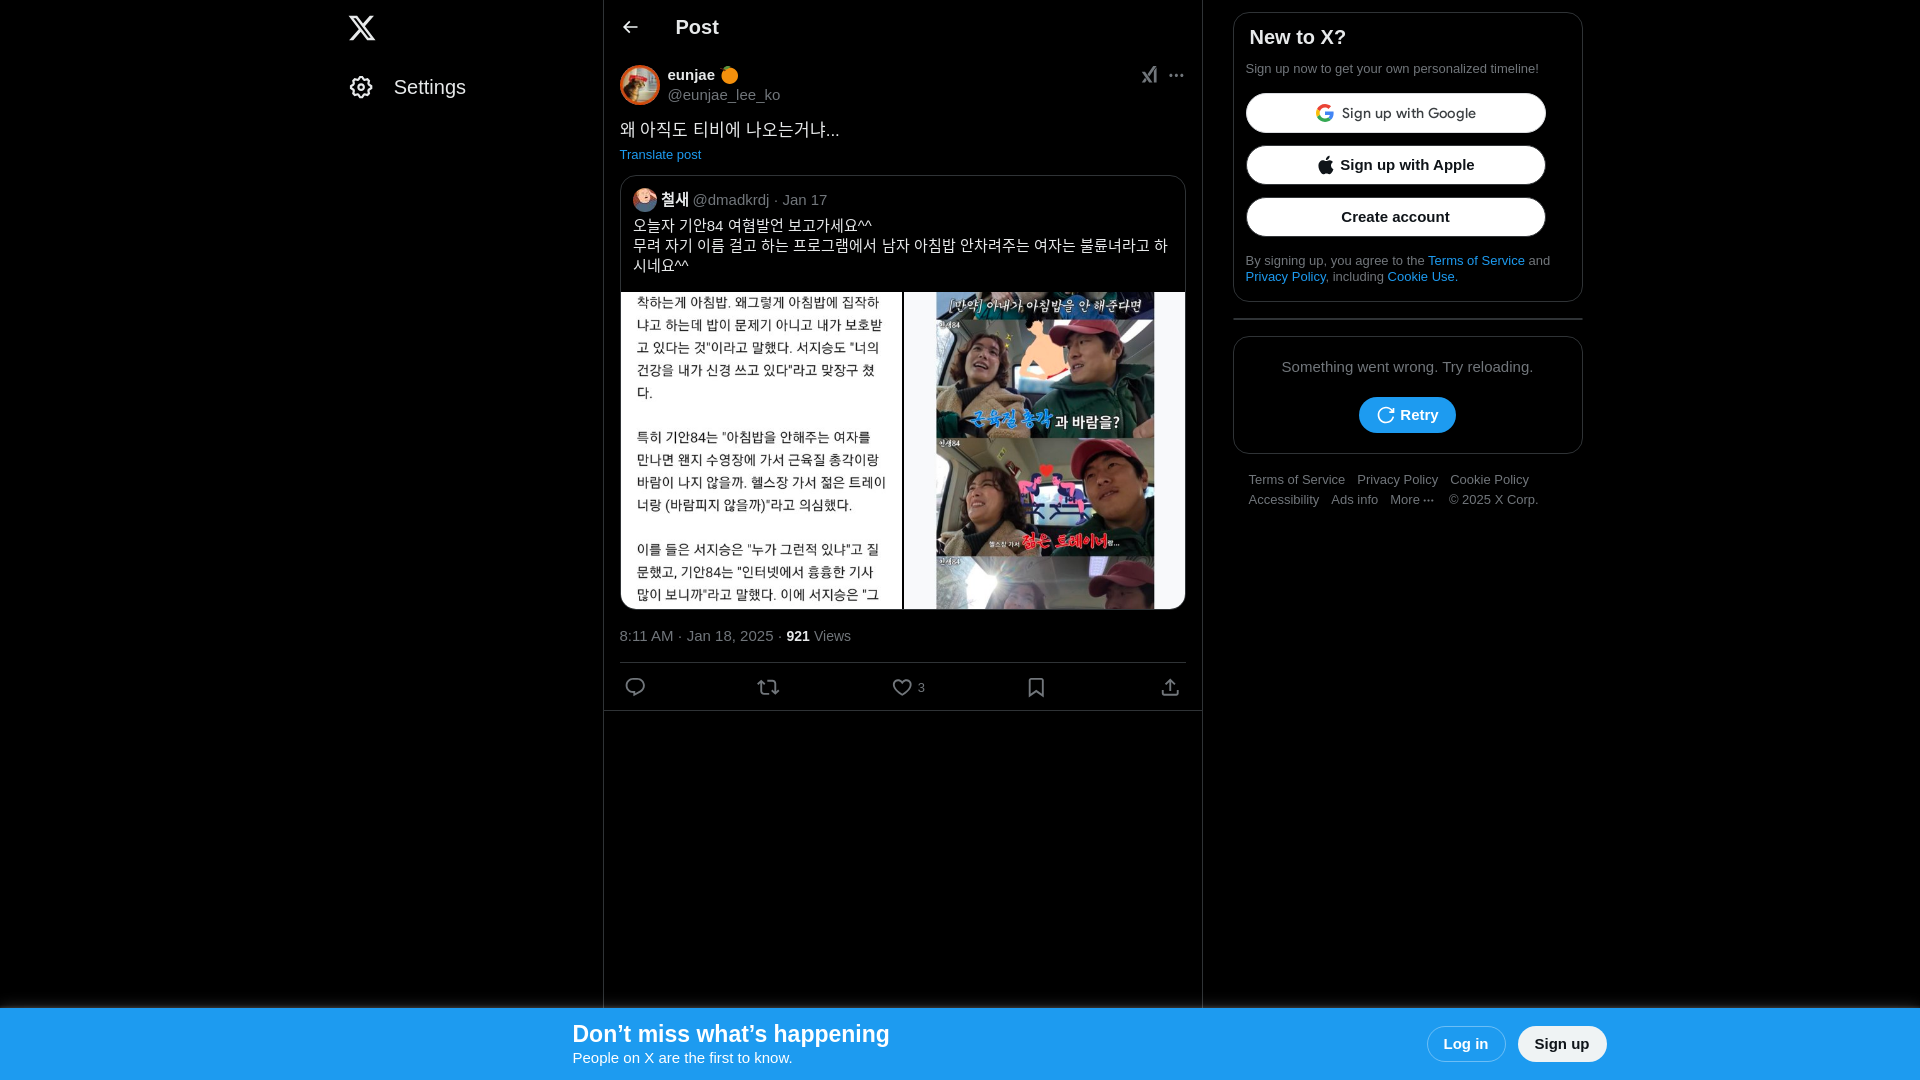 Settings
Post
eunjae
@eunjae_lee_ko
왜 아직도 티비에 나오는거냐...
Translate post
철새 @dmadkrdj · Jan 17
오늘자 기안84 여혐발언 보고가세요^^
무려 자기 이름 걸고 하는 프로그램에서 남자 아침밥 안차려주는 여자는 불륜녀라고 하
시네요^^
착하는게 아침밥. 왜그렇게 아침밥에 집착하
냐고 하는데 밥이 문제기 아니고 내가 보호받
고 있다는 것"이라고 말했다. 서지승도 "너의
건강을 내가 신경 쓰고 있다"라고 맞장구 쳤
다.
특히 기안84는 "아침밥을 안해주는 여자를
만나면 왠지 수영장에 가서 근육질 총각이랑
바람이 나지 않을까. 헬스장 가서 젊은 트레이
너랑 (바람피지 않을까)"라고 의심했다.
이를 들은 서지승은 "누가 그런적 있냐"고 질
문했고, 기안84는 "인터넷에서 흉흉한 기사
많이 보니까"라고 말했다. 이에 서지승은 "그
[만약] 아내가 아침밥을 안 해준다면
인생84
근육질 총각과 바람을?
인생84
헬스장 가서 젊은 트레이너랑...
인생84
8:11 AM · Jan 18, 2025 · 921 Views
3
New to X?
Sign up now to get your own personalized timeline!
Sign up with Google
Sign up with Apple
Create account
By signing up, you agree to the Terms of Service and
Privacy Policy, including Cookie Use.
Something went wrong. Try reloading.
Retry
Terms of Service Privacy Policy Cookie Policy
Accessibility Ads info More ··· © 2025 X Corp.
Don’t miss what’s happening
People on X are the first to know.
Log in
Sign up